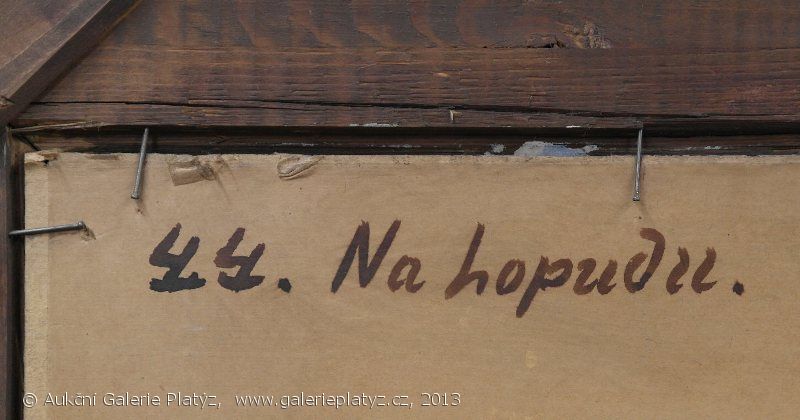 44. Na Lopudu.
© Aukční Galerie Platýz, www.galerieplatyz.cz, 2013